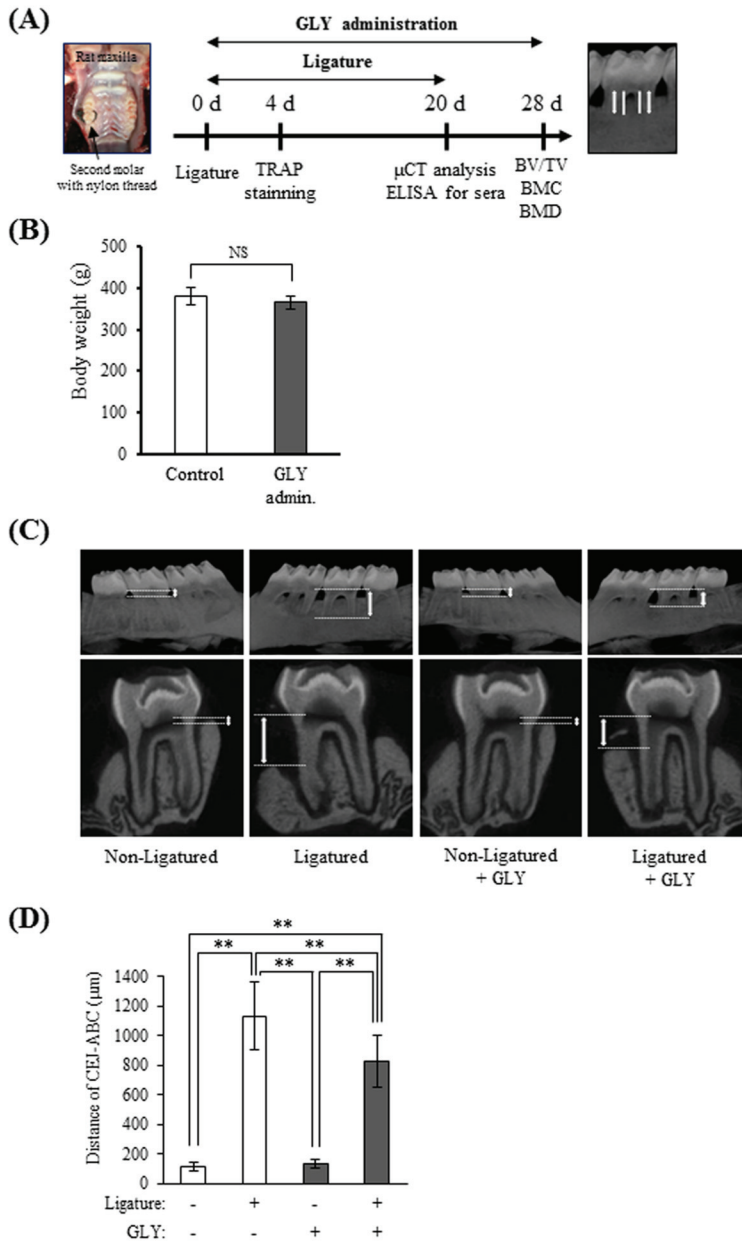 (A)
GLY administration
Ligature
Rat maxilla
0 d
4 d
20 d
28 d
Second molar
with nylon thread
Ligature
TRAP
stainning
µCT analysis
ELISA for sera
BV/TV
BMC
BMD
(B)
Body weight (g)
500
400
300
200
100
0
NS
Control
GLY
admin.
(C)
Non-Ligatured
Ligatured
Non-Ligatured
+ GLY
Ligatured
+ GLY
(D)
Distance of CEJ-ABC (µm)
1400
1200
1000
800
600
400
200
0
**
** **
** **
Ligature: - + - +
GLY: - - + +